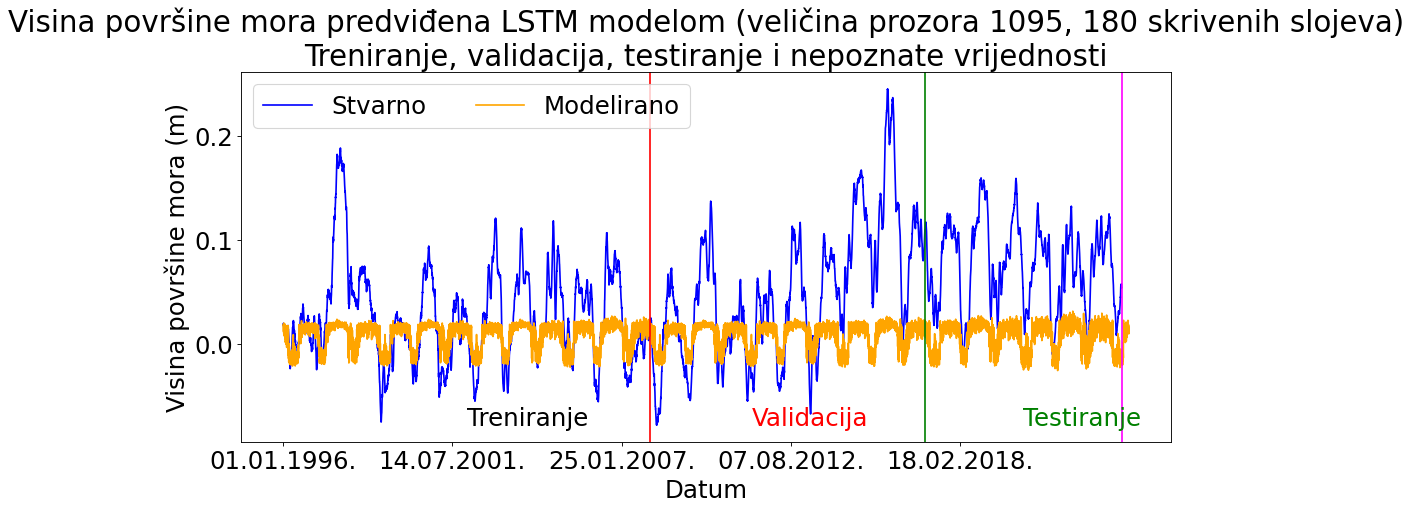 Visina površine mora predviđena LSTM modelom (veličina prozora 1095, 180 skrivenih slojeva)
Treniranje, validacija, testiranje i nepoznate vrijednosti
Stvarno
Modelirano
Visina površine mora (m)
0.2
0.1
0.0
Treniranje
Validacija
Testiranje
01.01.1996.
14.07.2001.
25.01.2007.
07.08.2012.
18.02.2018.
Datum